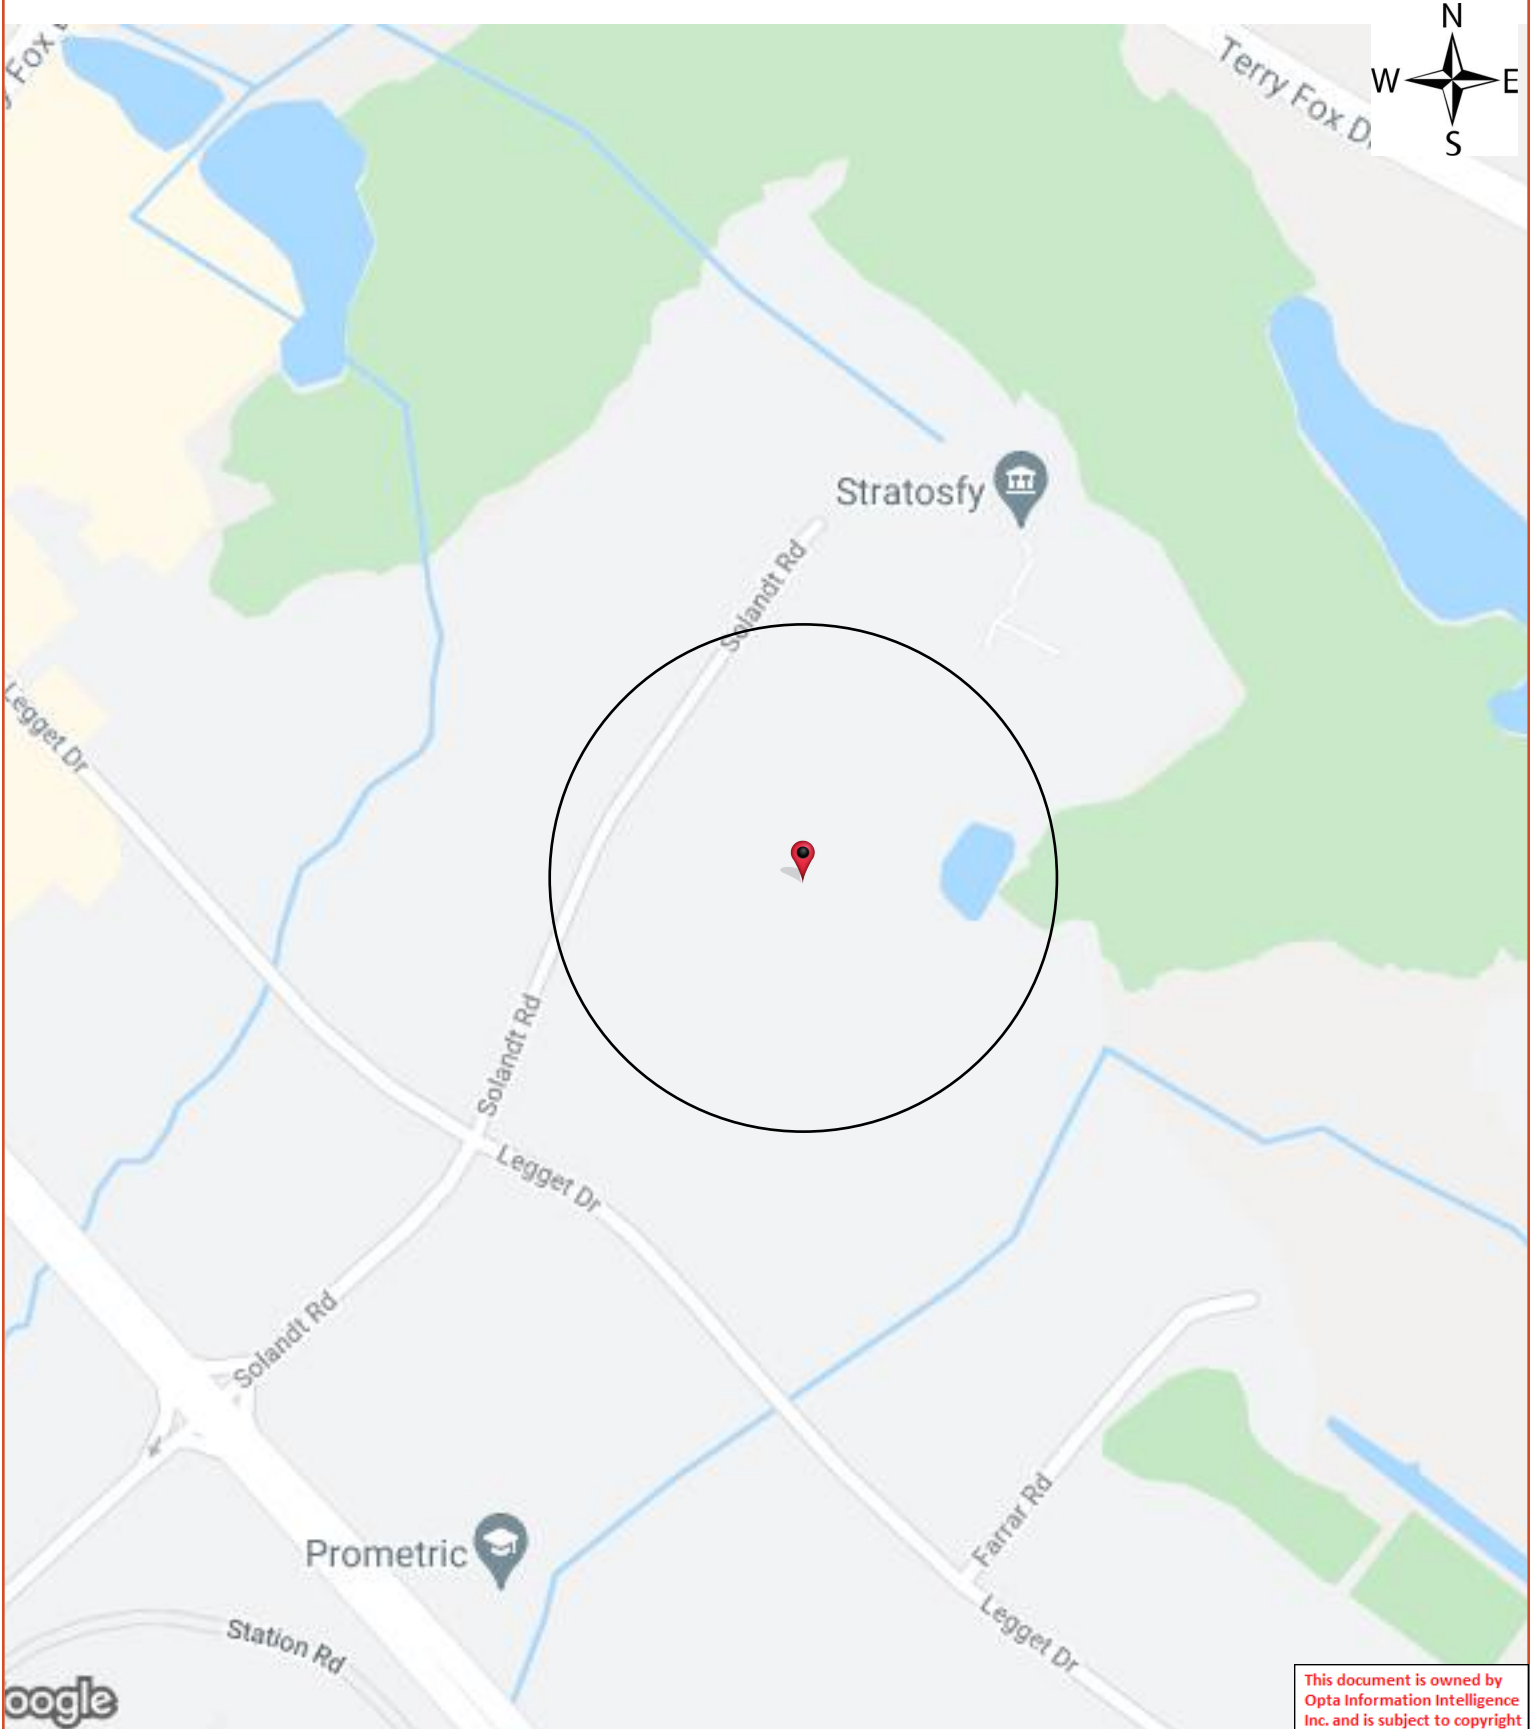 N
W E
S
Fox
Terry Fox D
Stratosfy
Solandt Rd
Legget Dr
Solandt Rd
Legget Dr
Solandt Rd
Farrar Rd
Prometric
Station Rd
Legget Dr
oogle
This document is owned by
Opta Information Intelligence
Inc. and is subject to copyright